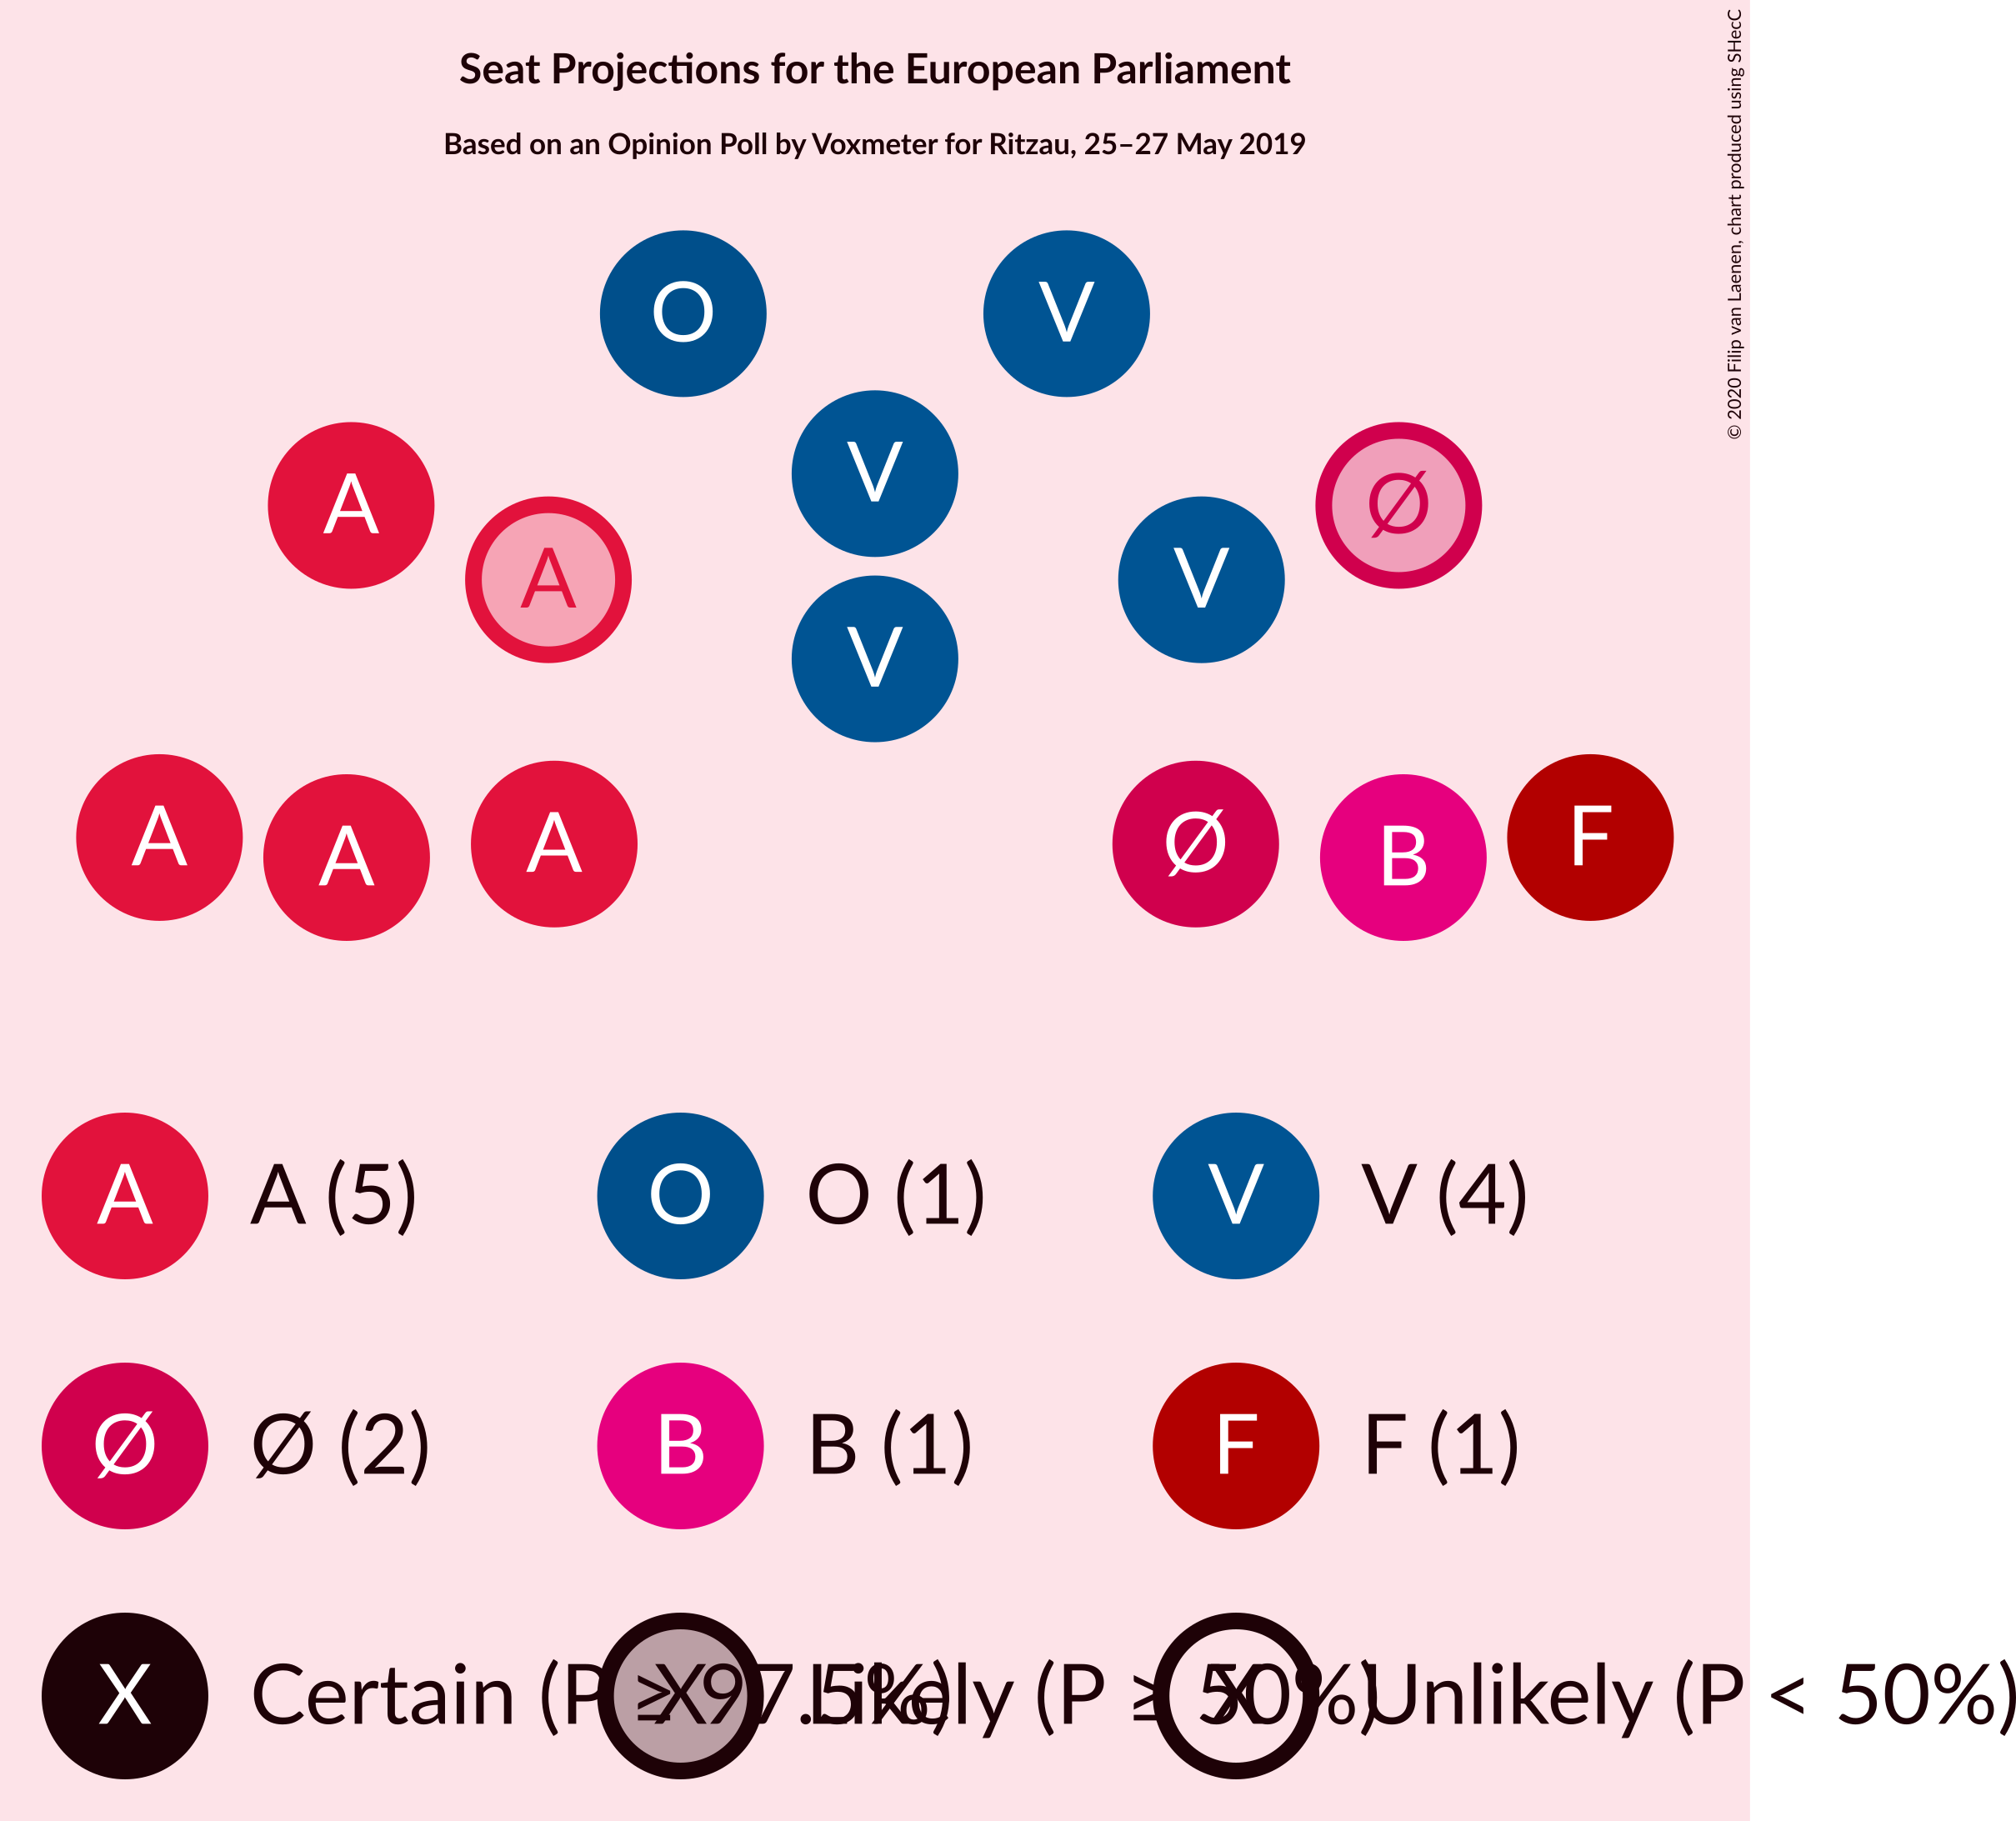 Seat Projections for the European Parliament
Based on an Opinion Poll by Voxmeter for Ritzau, 25–27 May 2019
© 2020 Filip van Laenen, chart produced using SHecC
O V
V
A Ø
A V
V
A A A Ø B F
A A (5) O O (1) V V (4)
Ø Ø (2) B B (1) F F (1)
X Certain (P ≥ 97.5%) X Likely (P ≥ 50%) X Unlikely (P < 50%)